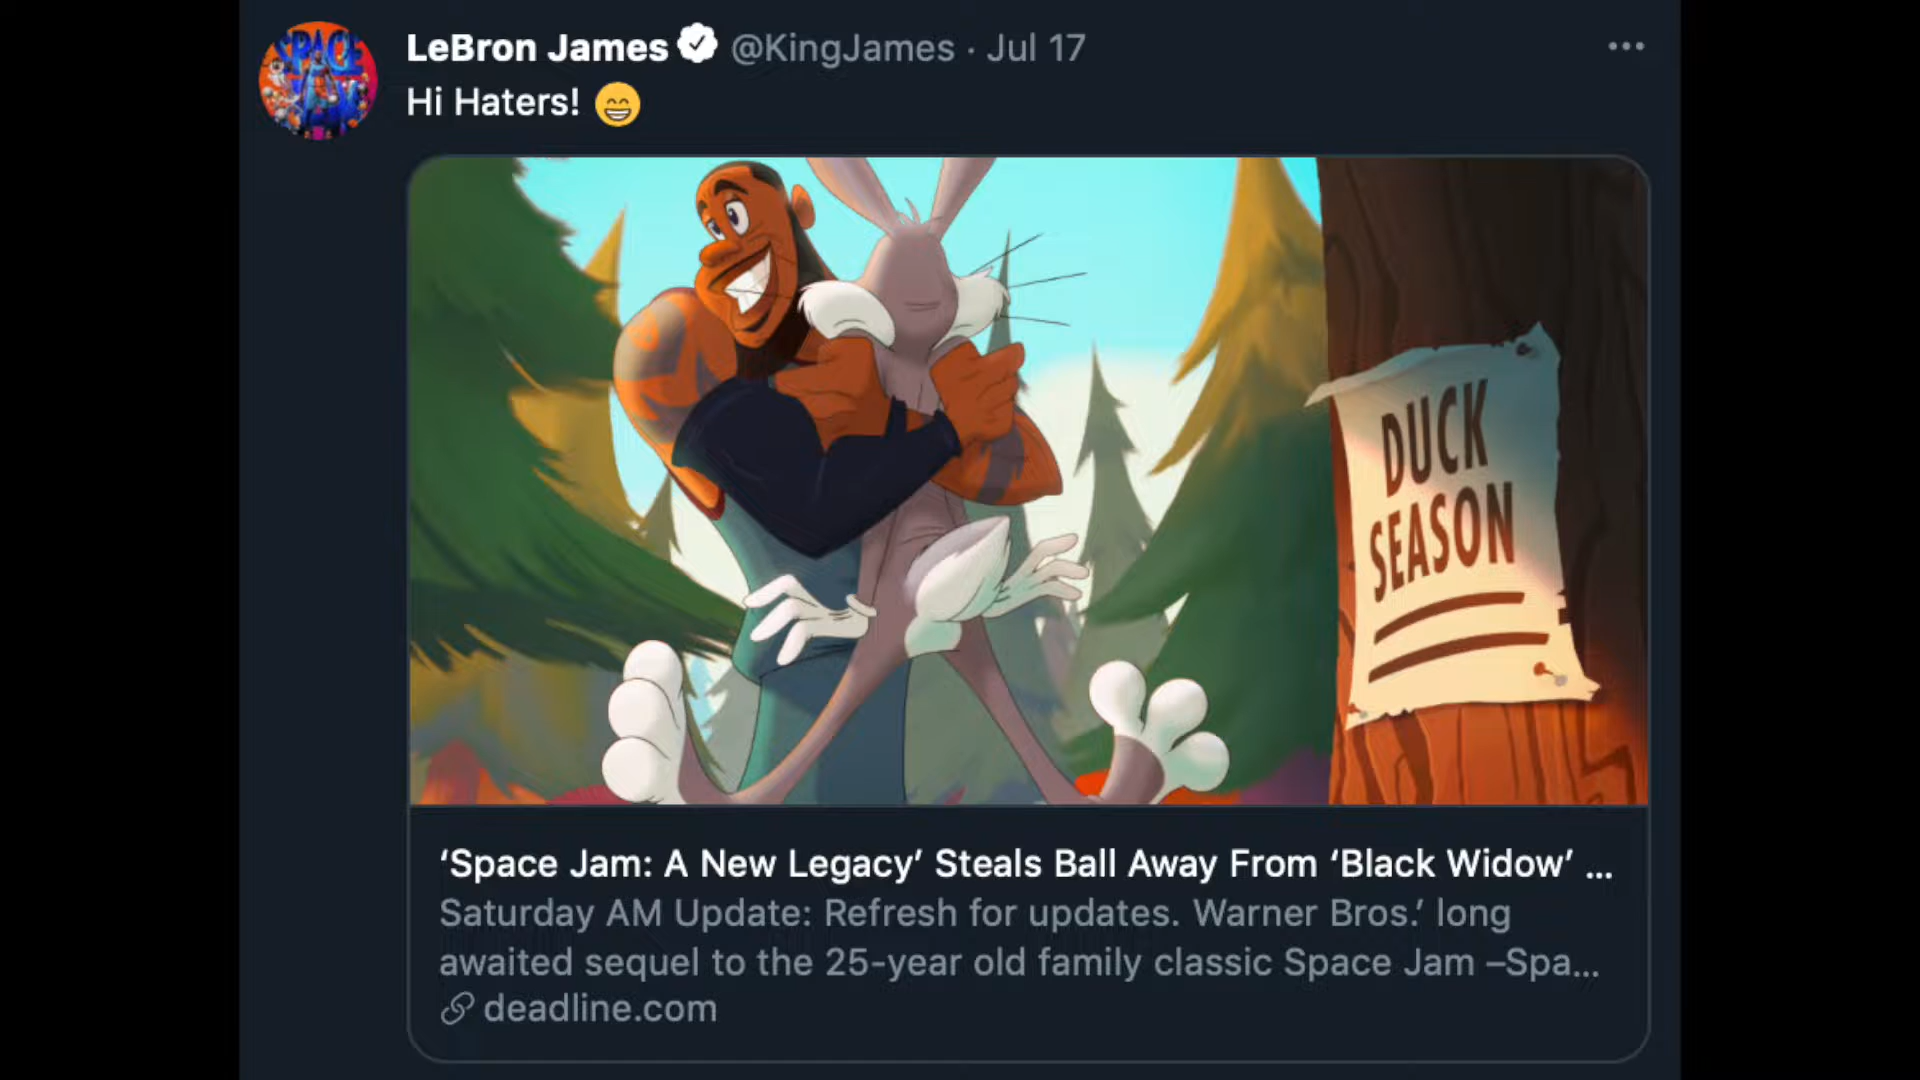 LeBron James @KingJames · Jul 17
Hi Haters! 😁
SPACE
JAM
DUCK
SEASON
‘Space Jam: A New Legacy’ Steals Ball Away From ‘Black Widow’ ...
Saturday AM Update: Refresh for updates. Warner Bros.’ long
awaited sequel to the 25-year old family classic Space Jam –Spa...
deadline.com